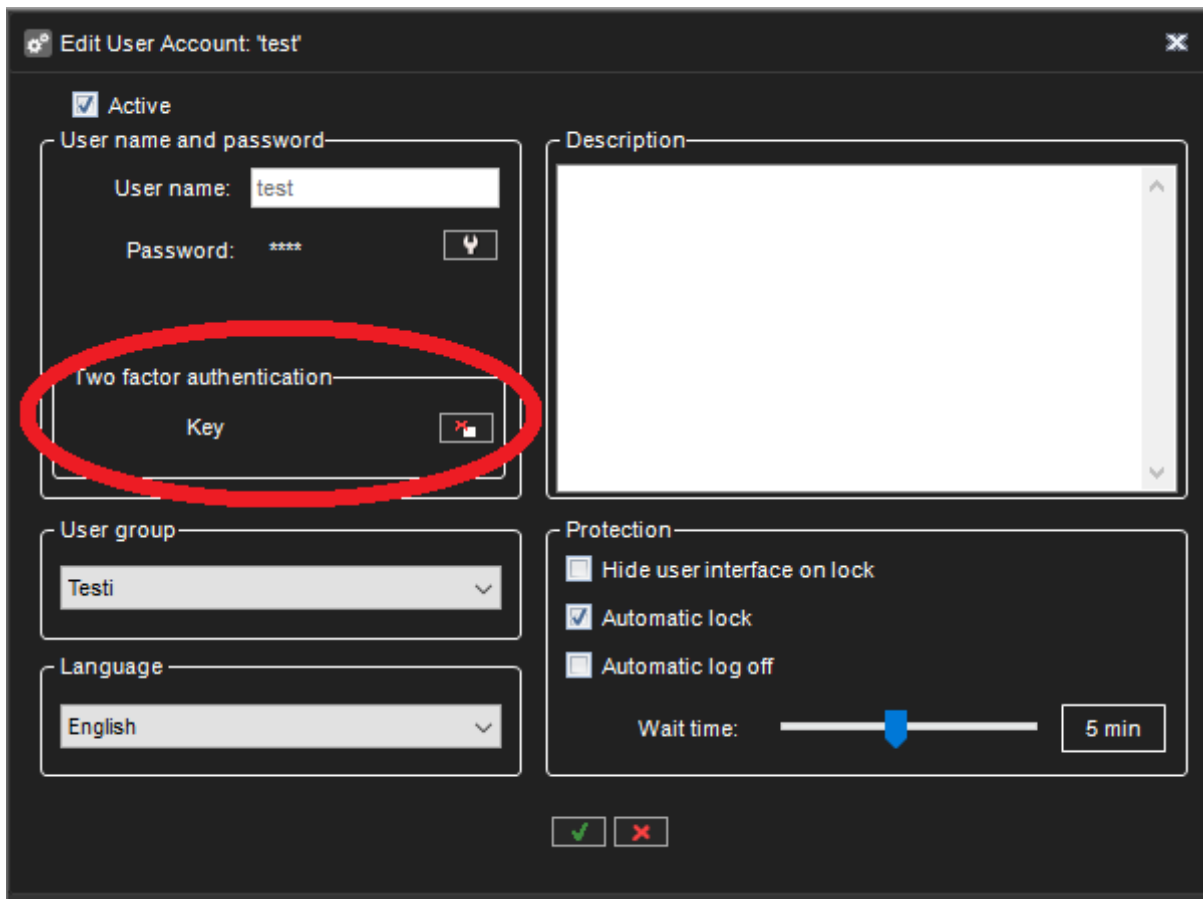 Edit User Account: 'test'
Active
User name and password
User name: test
Password: ****
Two factor authentication
Key
Description
User group
Testi
Language
English
Protection
Hide user interface on lock
Automatic lock
Automatic log off
Wait time: 5 min